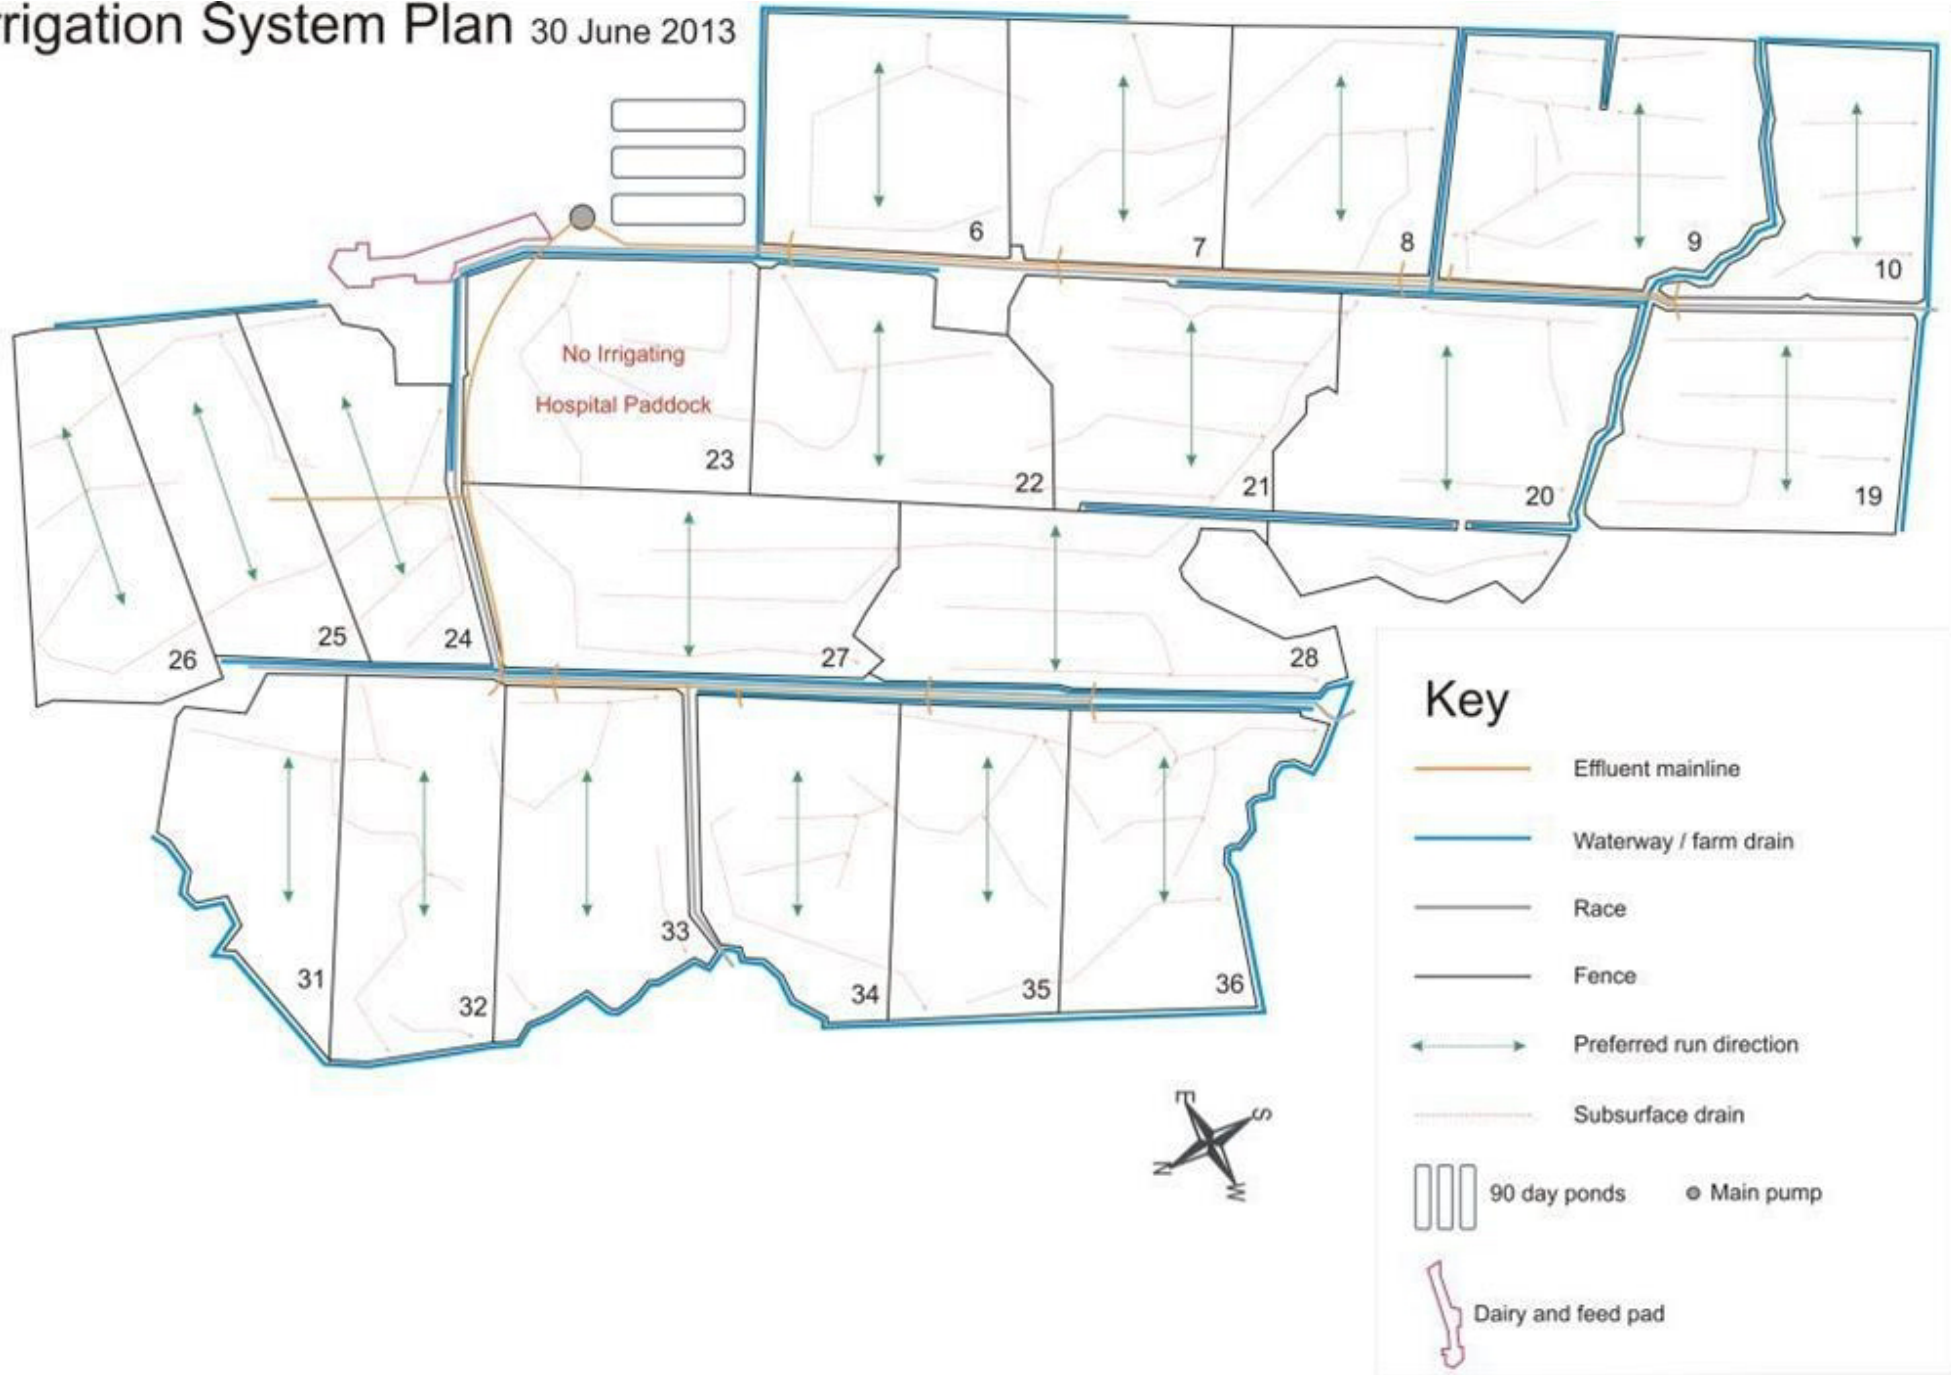 rrigation System Plan 30 June 2013
6
7
8
9
10
No Irrigating
Hospital Paddock
23
22
21
20
19
26
25
24
27
28
31
32
33
34
35
36
E
S
N
W
Key
Effluent mainline
Waterway / farm drain
Race
Fence
Preferred run direction
Subsurface drain
90 day ponds
Main pump
Dairy and feed pad